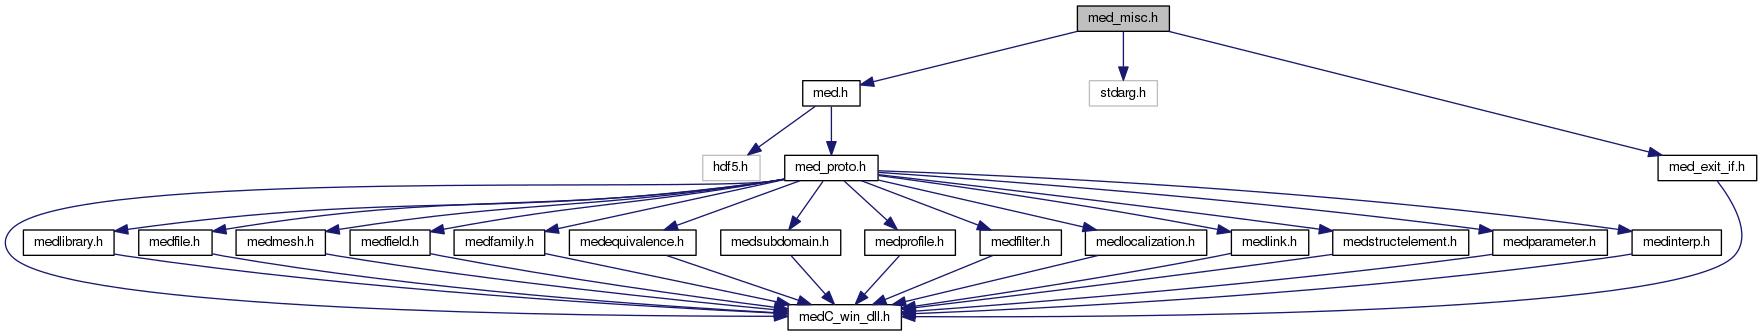 med_misc.h
med.h
stdarg.h
hdf5.h
med_proto.h
med_exit_if.h
medlibrary.h
medfile.h
medmesh.h
medfield.h
medfamily.h
medequivalence.h
medsubdomain.h
medprofile.h
medfilter.h
medlocalization.h
medlink.h
medstructelement.h
medparameter.h
medinterp.h
medC_win_dll.h